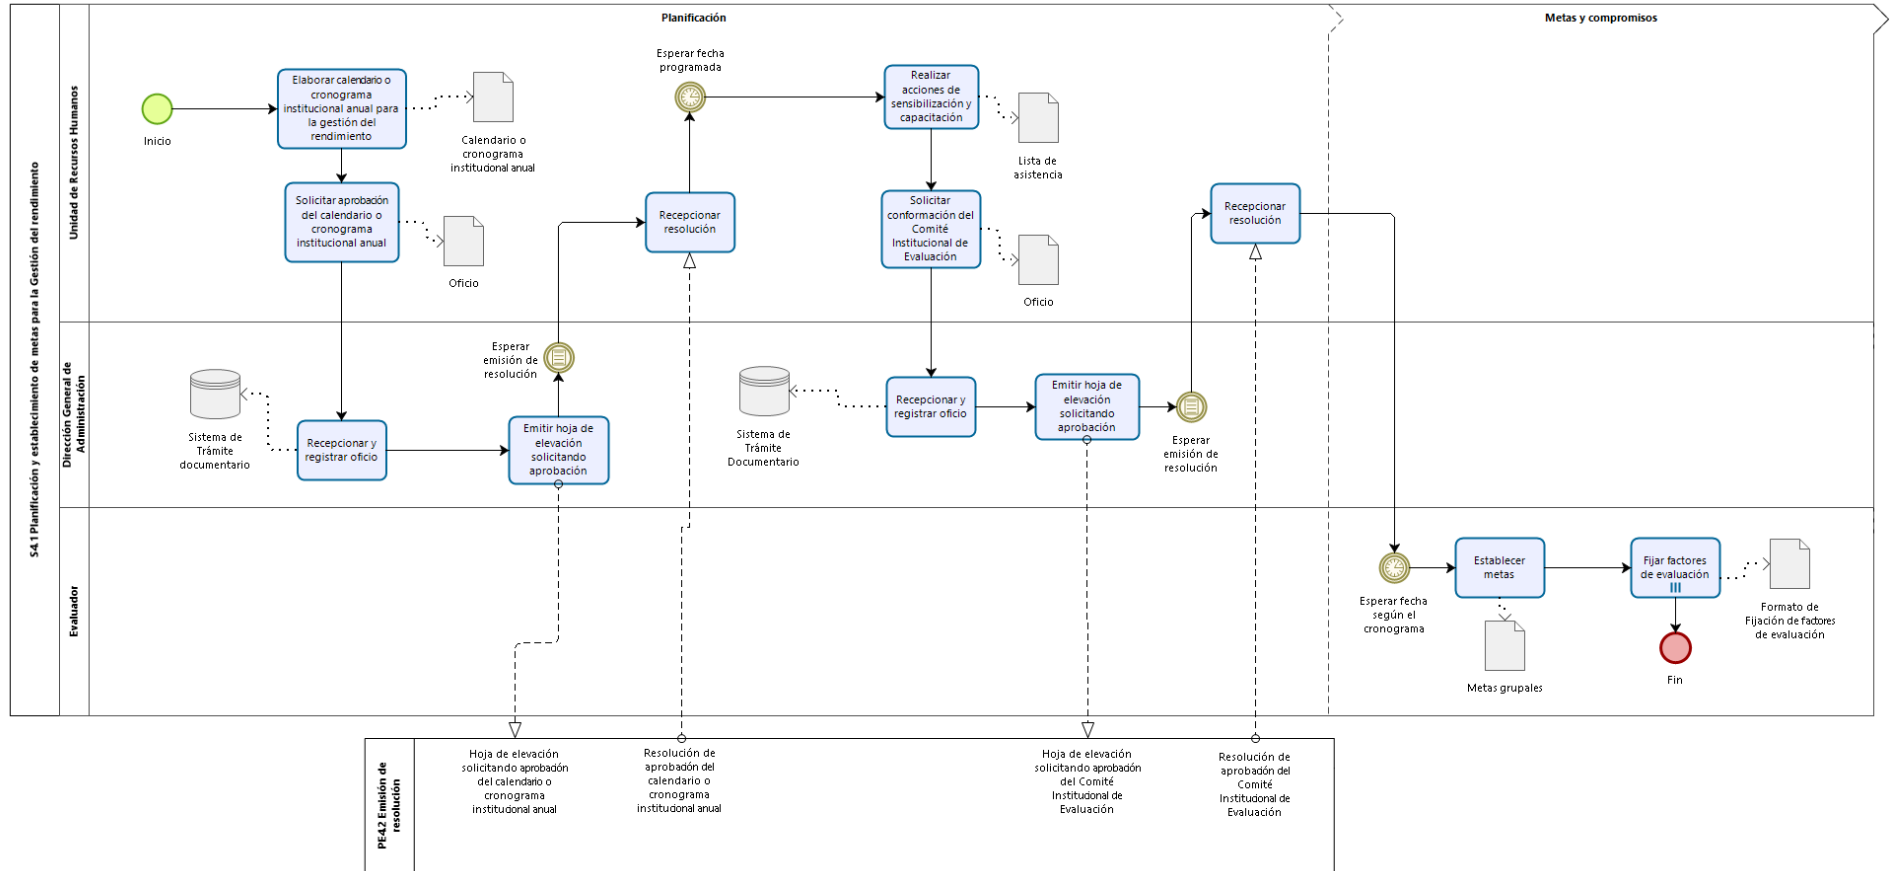 Planificación
Metas y compromisos
S4.1 Planificación y establecimiento de metas para la Gestión del rendimiento
Unidad de Recursos Humanos
Inicio
Elaborar calendario o
cronograma
institucional anual para
la gestión del
rendimiento
Calendario o
cronograma
institucional anual
Solicitar aprobación
del calendario o
cronograma
institucional anual
Oficio
Esperar fecha
programada
Recepcionar
resolución
Realizar
acciones de
sensibilización y
capacitación
Lista de
asistencia
Solicitar
conformación del
Comité
Institucional de
Evaluación
Oficio
Recepcionar
resolución
Dirección General de
Administración
Sistema de
Trámite
documentario
Recepcionar y
registrar oficio
Esperar
emisión de
resolución
Emitir hoja de
elevación
solicitando
aprobación
Sistema de
Trámite
Documentario
Recepcionar y
registrar oficio
Emitir hoja de
elevación
solicitando
aprobación
Esperar
emisión de
resolución
Evaluador
Esperar fecha
según el
cronograma
Establecer
metas
Metas grupales
Fijar factores
de evaluación
Formato de
Fijación de factores
de evaluación
Fin
PE4.2 Emisión de
resolución
Hoja de elevación
solicitando aprobación
del calendario o
cronograma
institucional anual
Resolución de
aprobación del
calendario o
cronograma
institucional anual
Hoja de elevación
solicitando aprobación
del Comité
Institucional de
Evaluación
Resolución de
aprobación del
Comité
Institucional de
Evaluación